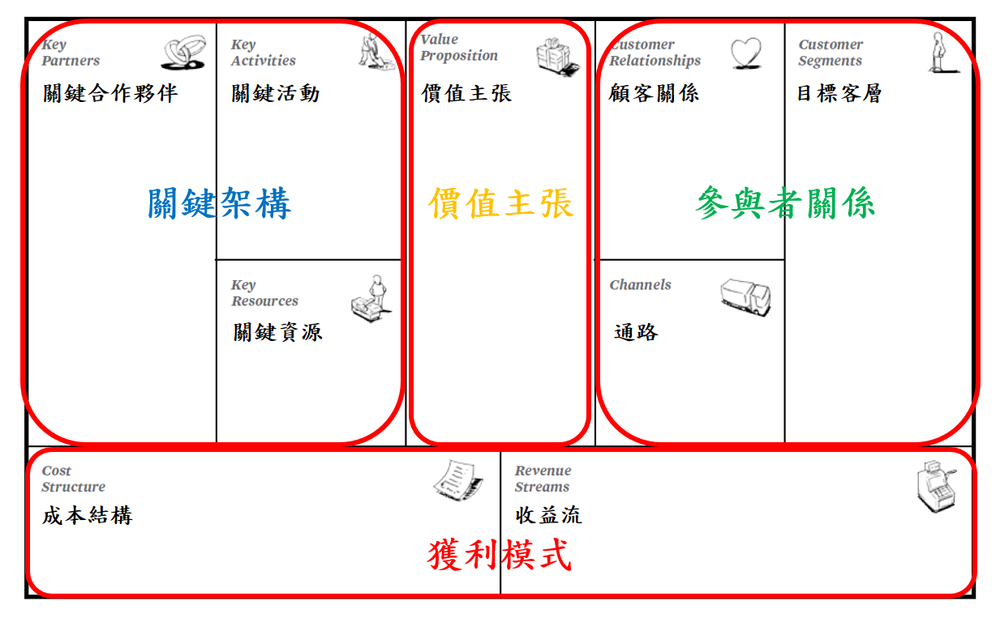 Key
Partners
關鍵合作夥伴
Key
Activities
關鍵活動
Value
Proposition
價值主張
Customer
Relationships
顧客關係
Customer
Segments
目標客層
關鍵架構
價值主張
參與者關係
Key
Resources
關鍵資源
Channels
通路
Cost
Structure
成本結構
Revenue
Streams
收益流
獲利模式